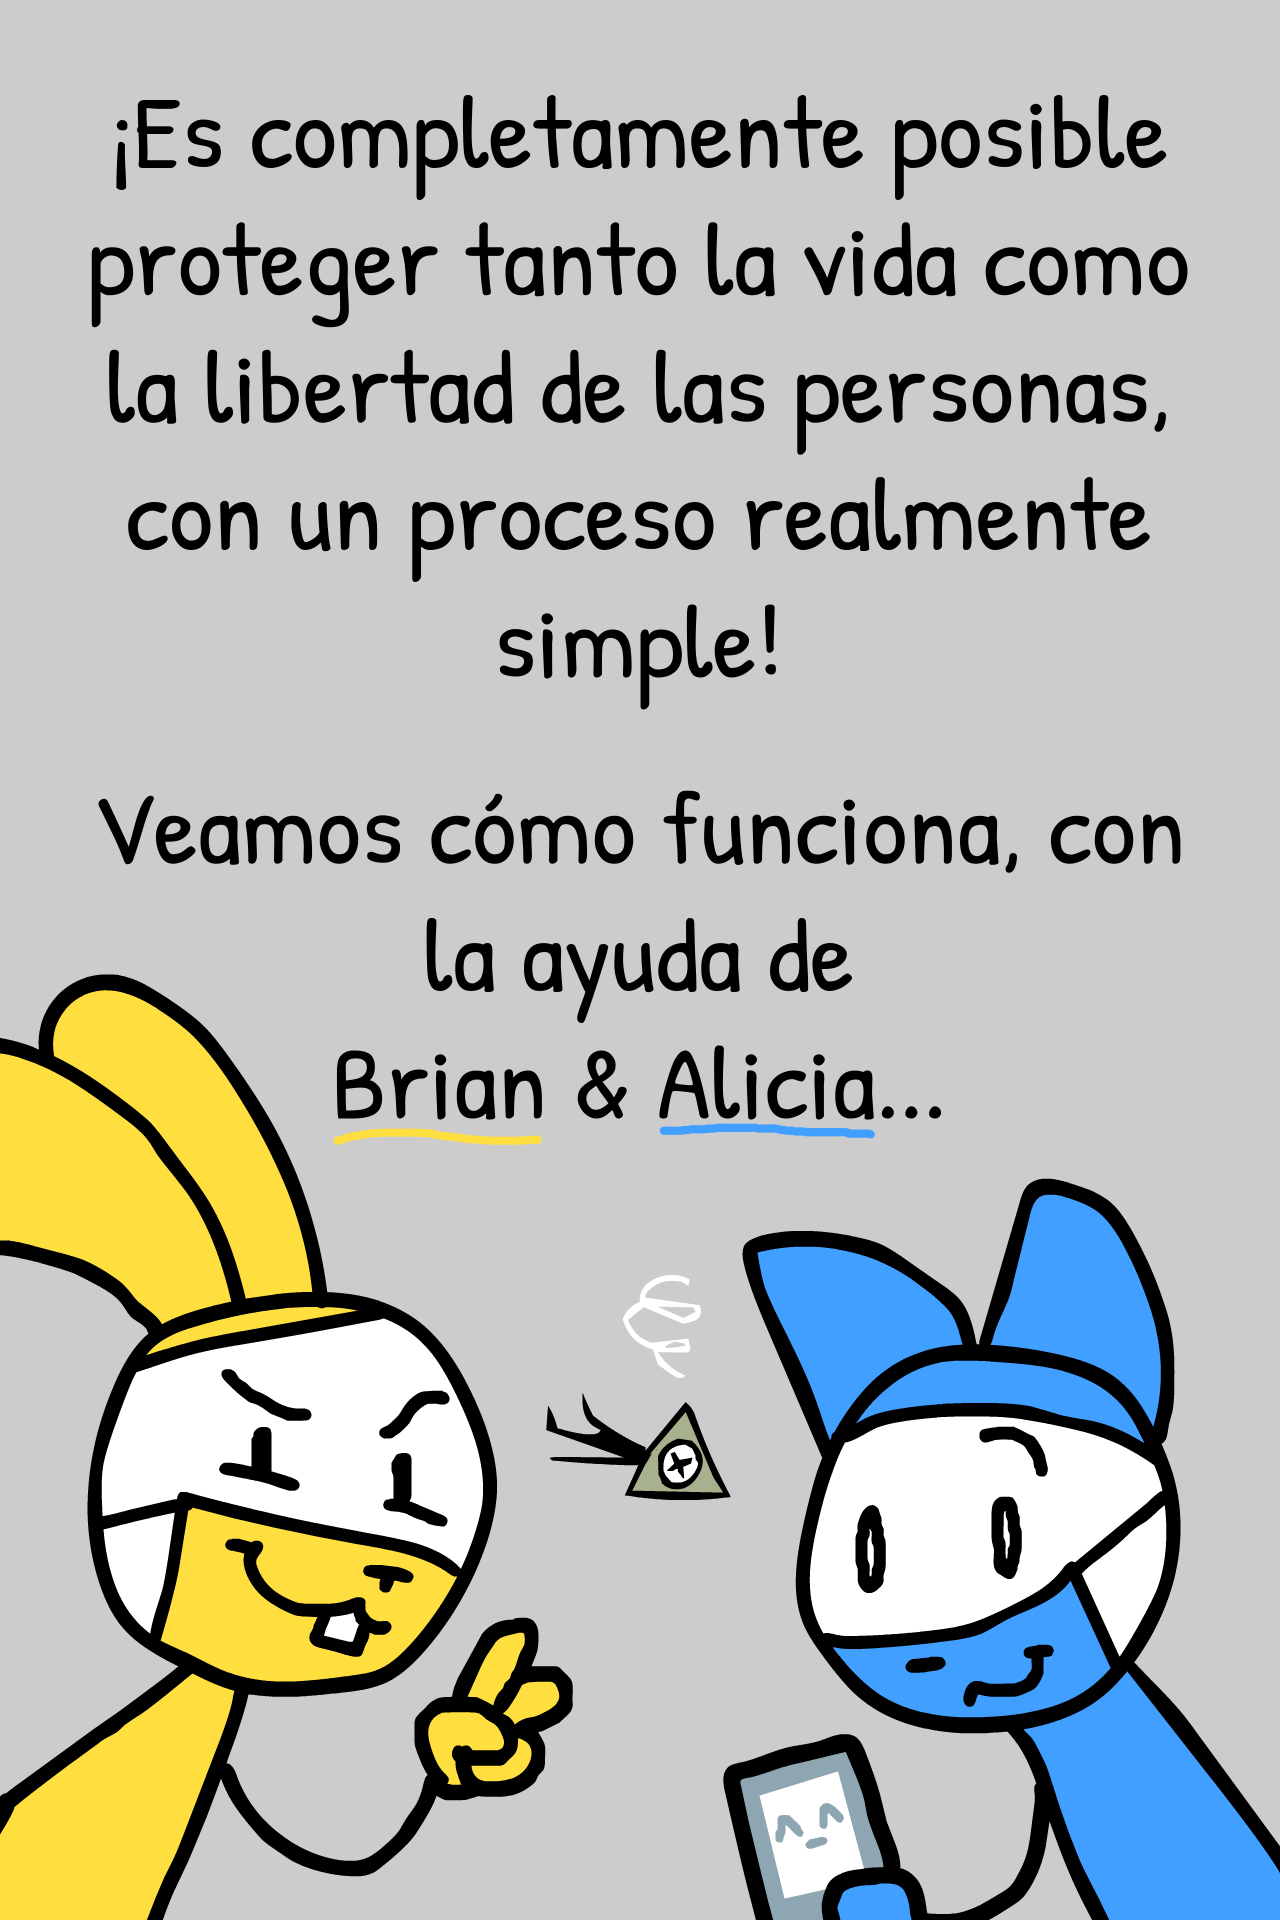 ¡Es completamente posible
proteger tanto la vida como
la libertad de las personas,
con un proceso realmente
simple!
Veamos cómo funciona, con
la ayuda de
Brian & Alicia...